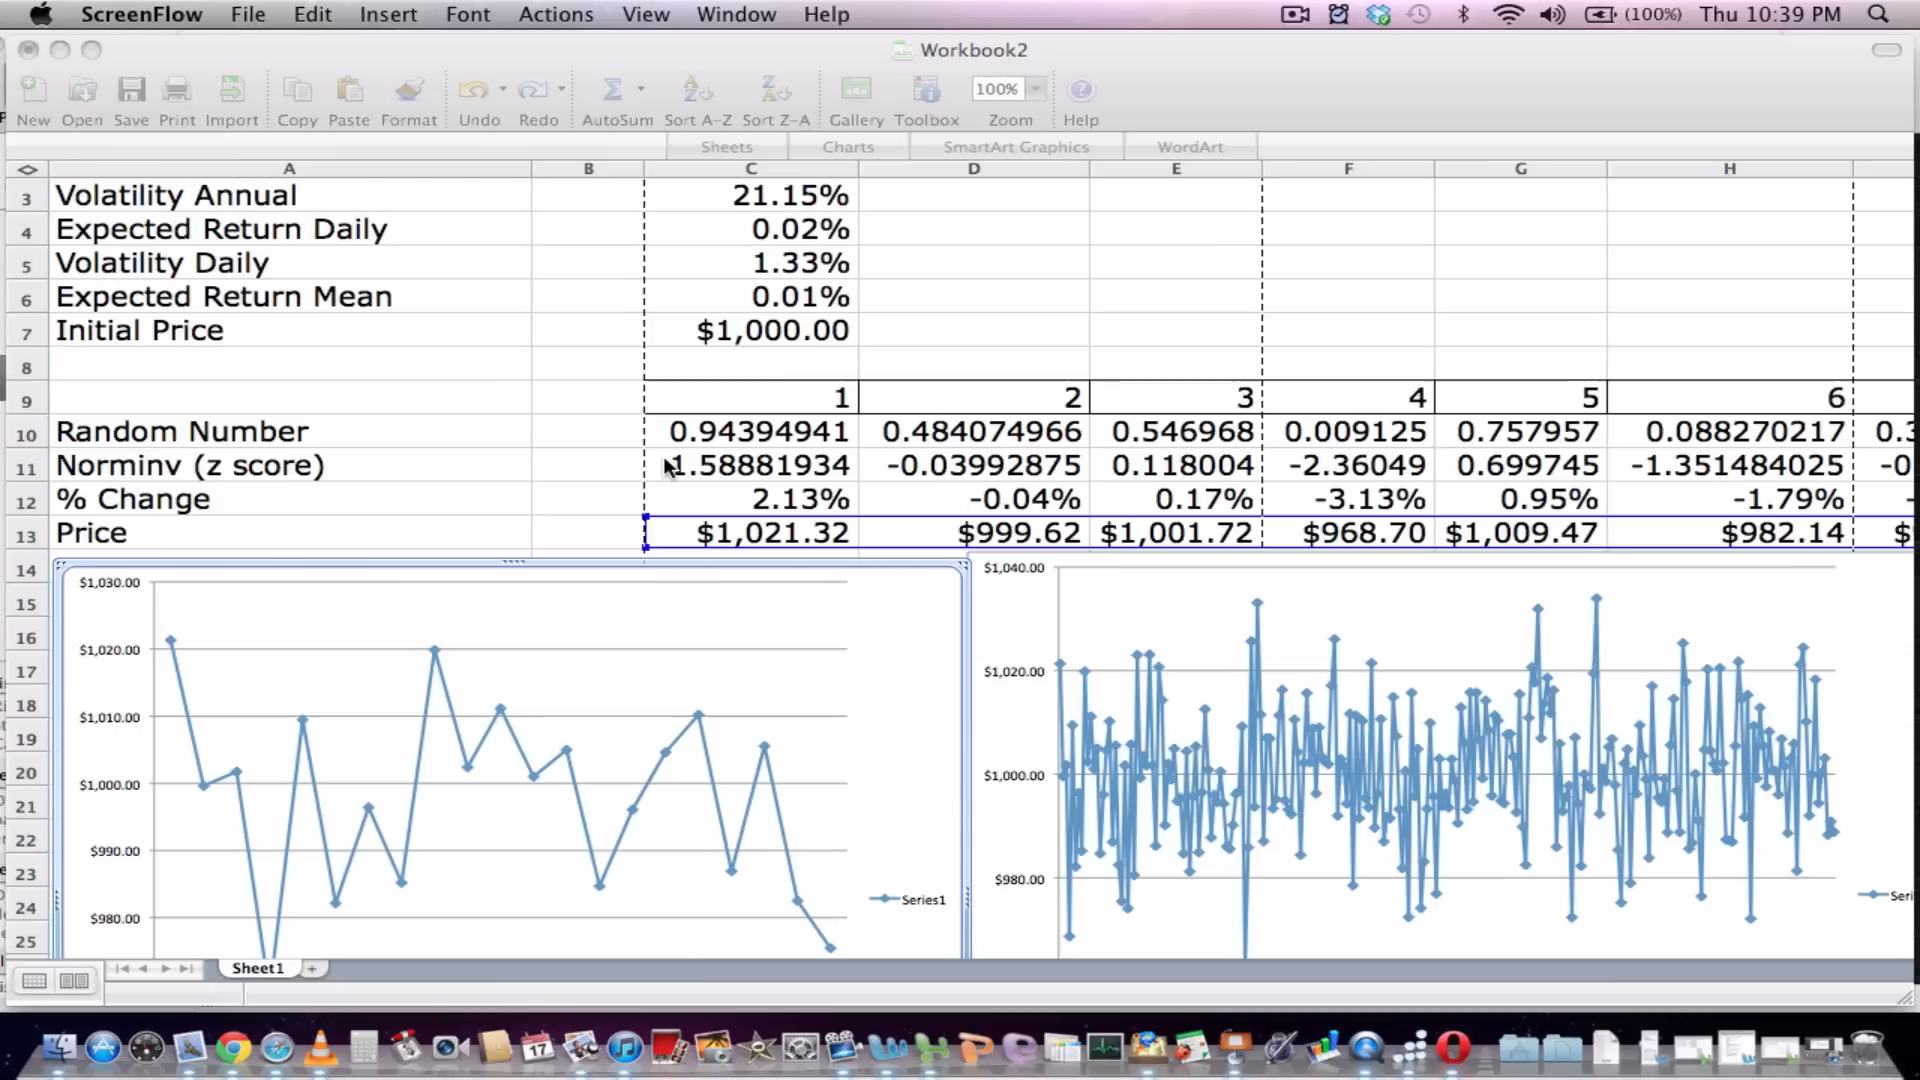 ScreenFlow File Edit Insert Font Actions View Window Help (100%) Thu 10:39 PM
Workbook2
100%
New Open Save Print Import Copy Paste Format Undo Redo AutoSum Sort A-Z Sort Z-A Gallery Toolbox Zoom Help
Sheets Charts SmartArt Graphics WordArt
A B C D E F G H
3 Volatility Annual 21.15%
4 Expected Return Daily 0.02%
5 Volatility Daily 1.33%
6 Expected Return Mean 0.01%
7 Initial Price $1,000.00
8
9 1 2 3 4 5 6
10 Random Number 0.94394941 0.484074966 0.546968 0.009125 0.757957 0.088270217 0.3
11 Norminv (z score) 1.58881934 -0.03992875 0.118004 -2.36049 0.699745 -1.351484025 -0
12 % Change 2.13% -0.04% 0.17% -3.13% 0.95% -1.79% -
13 Price $1,021.32 $999.62 $1,001.72 $968.70 $1,009.47 $982.14 $
14
15
16
17
18
19
20
21
22
23
24
25
$1,030.00
$1,020.00
$1,010.00
$1,000.00
$990.00
$980.00
Series1
$1,040.00
$1,020.00
$1,000.00
$980.00
Seri
Sheet1
17